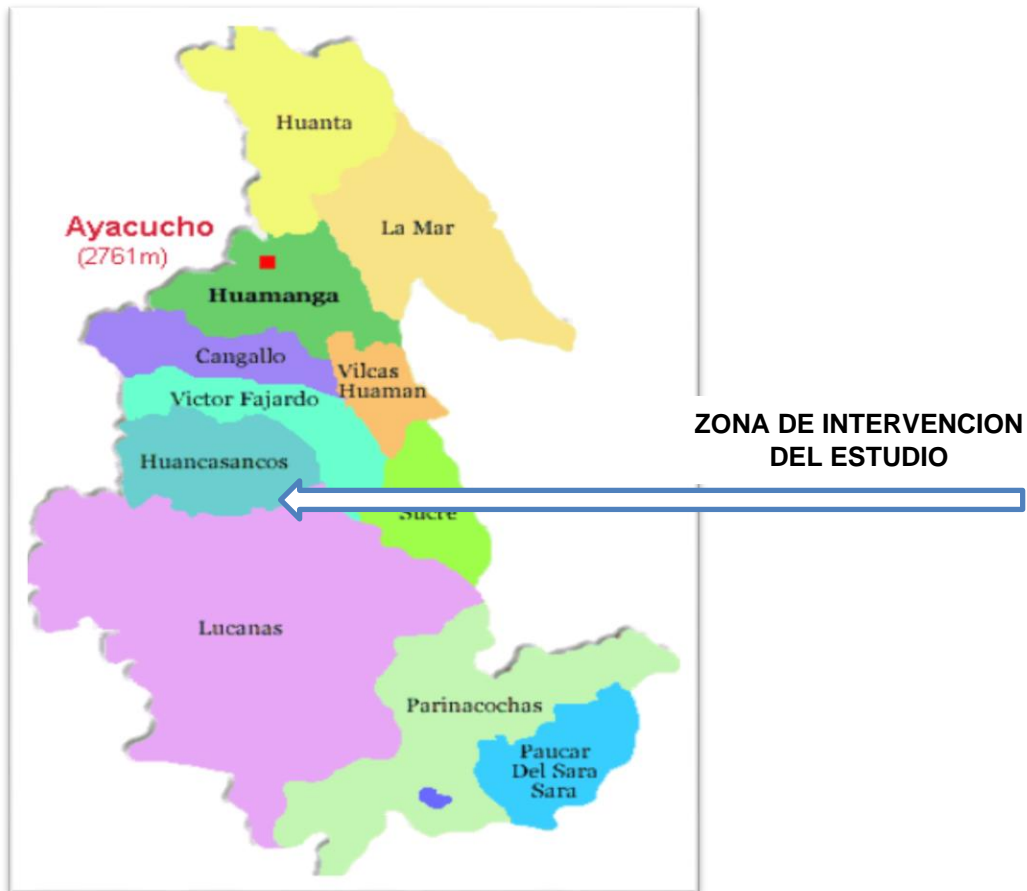 Huanta
La Mar
Ayacucho
(2761m)
Huamanga
Cangallo
Vilcas
Huaman
Victor Fajardo
ZONA DE INTERVENCION
DEL ESTUDIO
Huancasancos
Sucre
Lucanas
Parinacochas
Paucar
Del Sara
Sara